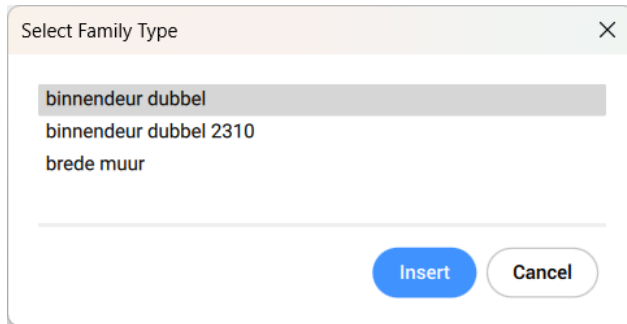 Select Family Type
binnendeur dubbel
binnendeur dubbel 2310
brede muur
Insert Cancel